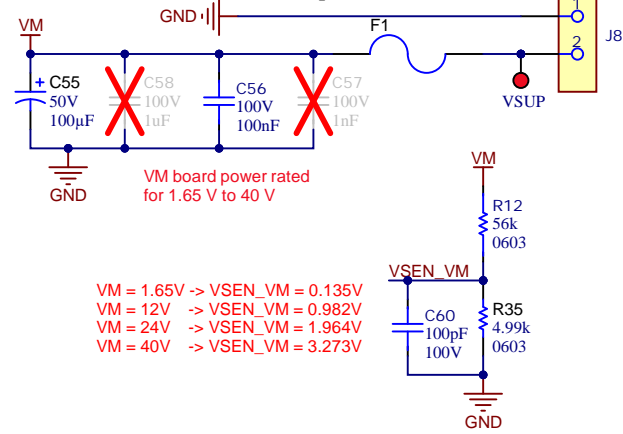 1
GND
F1
VM
J8
2
+
C55
50V
100µF
C58
100V
1uF
C56
100V
100nF
C57
100V
1nF
VSUP
GND
VM board power rated
for 1.65 V to 40 V
VM
R12
56k
0603
VSEN_VM
VM = 1.65V -> VSEN_VM = 0.135V
VM = 12V -> VSEN_VM = 0.982V
VM = 24V -> VSEN_VM = 1.964V
VM = 40V -> VSEN_VM = 3.273V
C60
100pF
100V
R35
4.99k
0603
GND